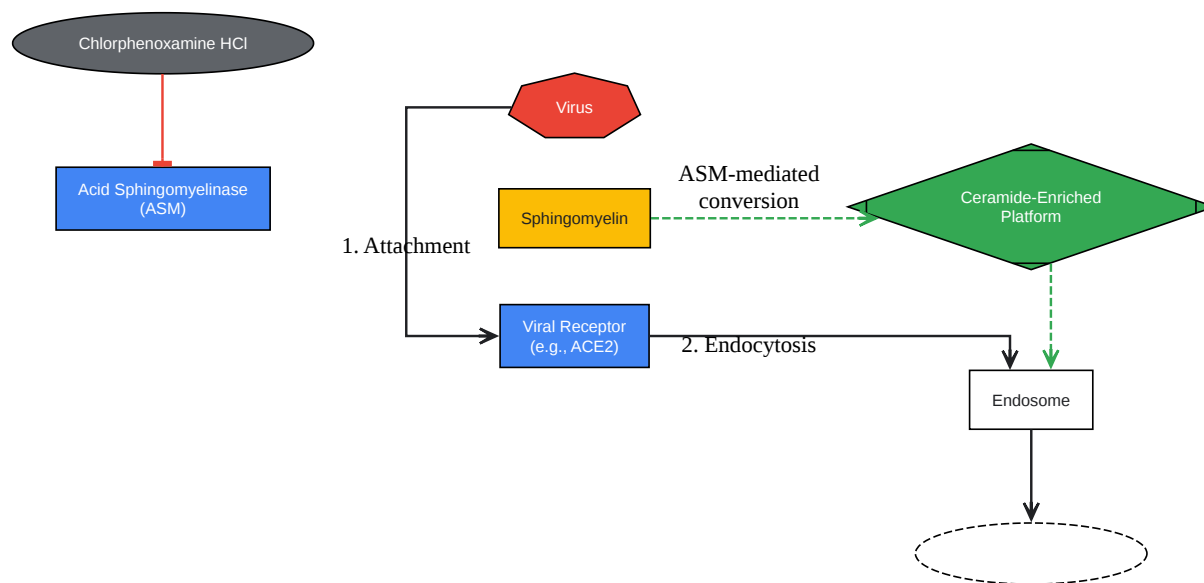 Chlorphenoxamine HCl
Virus
Acid Sphingomyelinase
(ASM)
Sphingomyelin
ASM-mediated
conversion
Ceramide-Enriched
Platform
1. Attachment
Viral Receptor
(e.g., ACE2)
2. Endocytosis
Endosome